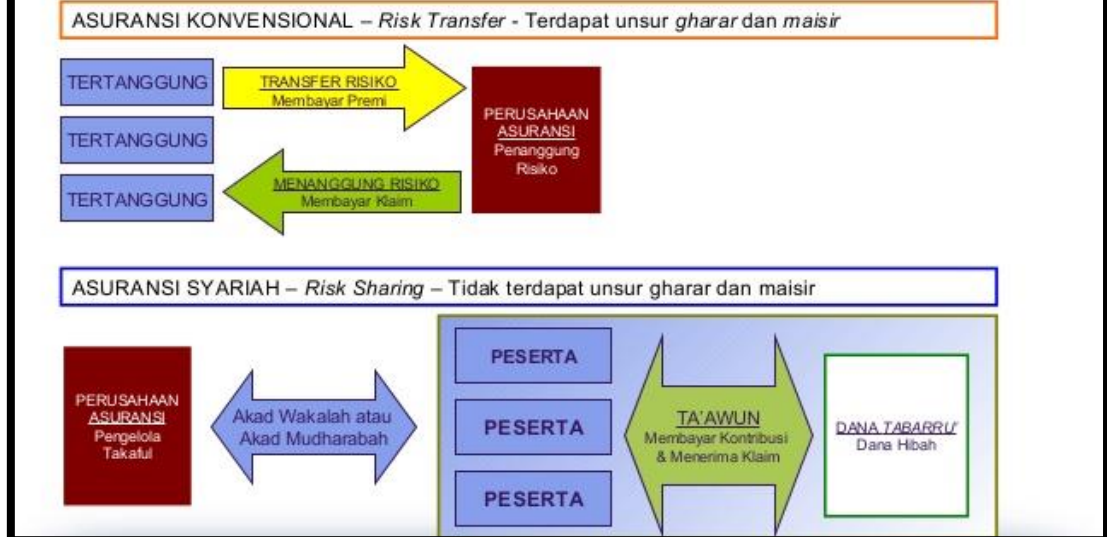 ASURANSI KONVENSIONAL – Risk Transfer - Terdapat unsur gharar dan maisir
TERTANGGUNG
TERTANGGUNG
TERTANGGUNG
TRANSFER RISIKO
Membayar Premi
MENANGGUNG RISIKO
Membayar Klaim
PERUSAHAAN
ASURANSI
Penanggung
Risiko
ASURANSI SYARIAH – Risk Sharing – Tidak terdapat unsur gharar dan maisir
PERUSAHAAN
ASURANSI
Pengelola
Takaful
Akad Wakalah atau
Akad Mudharabah
PESERTA
PESERTA
PESERTA
TA'AWUN
Membayar Kontribusi
& Menerima Klaim
DANA TABARRU'
Dana Hibah